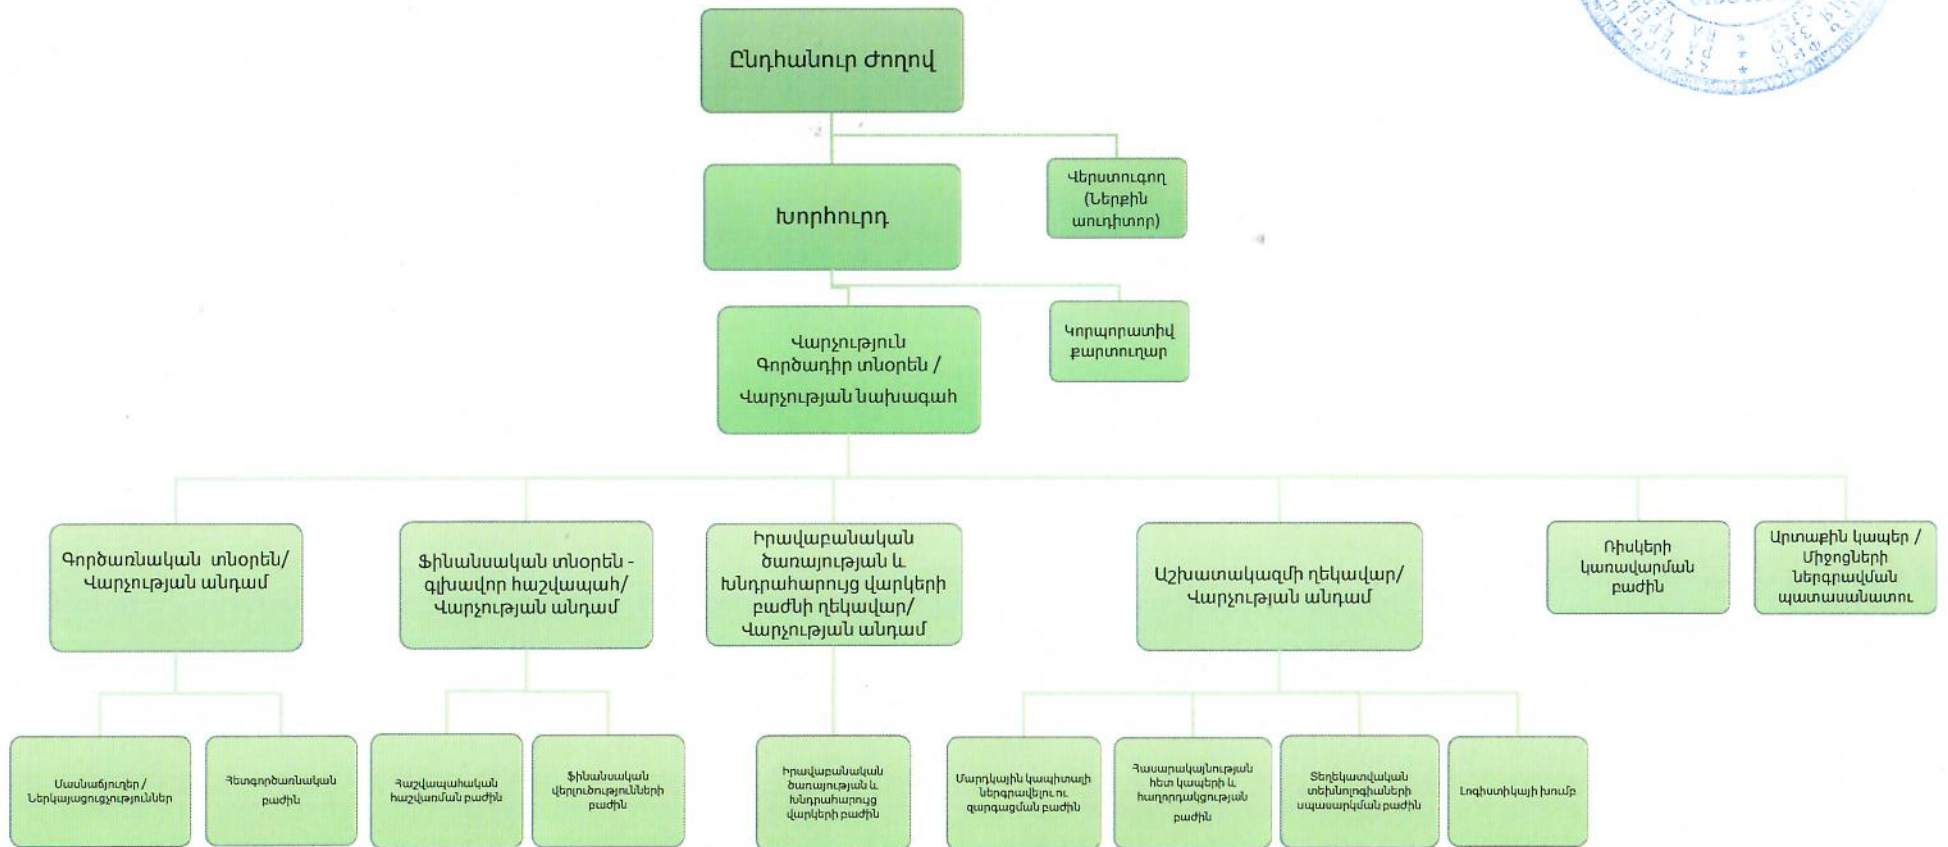 Ընդհանուր Ժողով
Խորհուրդ
Վերստուգող
(Ներքին
աուդիտոր)
Վարչություն
Գործադիր տնօրեն /
Վարչության նախագահ
Կորպորատիվ
քարտուղար
Գործառնական տնօրեն/
Վարչության անդամ
Ֆինանսական տնօրեն -
գլխավոր հաշվապահ/
Վարչության անդամ
Իրավաբանական
ծառայության և
Խնդրահարույց վարկերի
բաժնի ղեկավար/
Վարչության անդամ
Աշխատակազմի ղեկավար/
Վարչության անդամ
Ռիսկերի
կառավարման
բաժին
Արտաքին կապեր /
Միջոցների
ներգրավման
պատասանատու
Մասնաճյուղեր /
Ներկայացուցչություններ
Հետգործառնական
բաժին
Հաշվապահական
հաշվառման բաժին
Ֆինանսական
վերլուծությունների
բաժին
Իրավաբանական
ծառայության և
Խնդրահարույց
վարկերի բաժին
Մարդկային կապիտալի
ներգրավելու ու
զարգացման բաժին
Հասարակայնության
հետ կապերի և
հաղորդակցության
բաժին
Տեղեկատվական
տեխնոլոգիաների
սպասարկման բաժին
Լոգիստիկայի խումբ